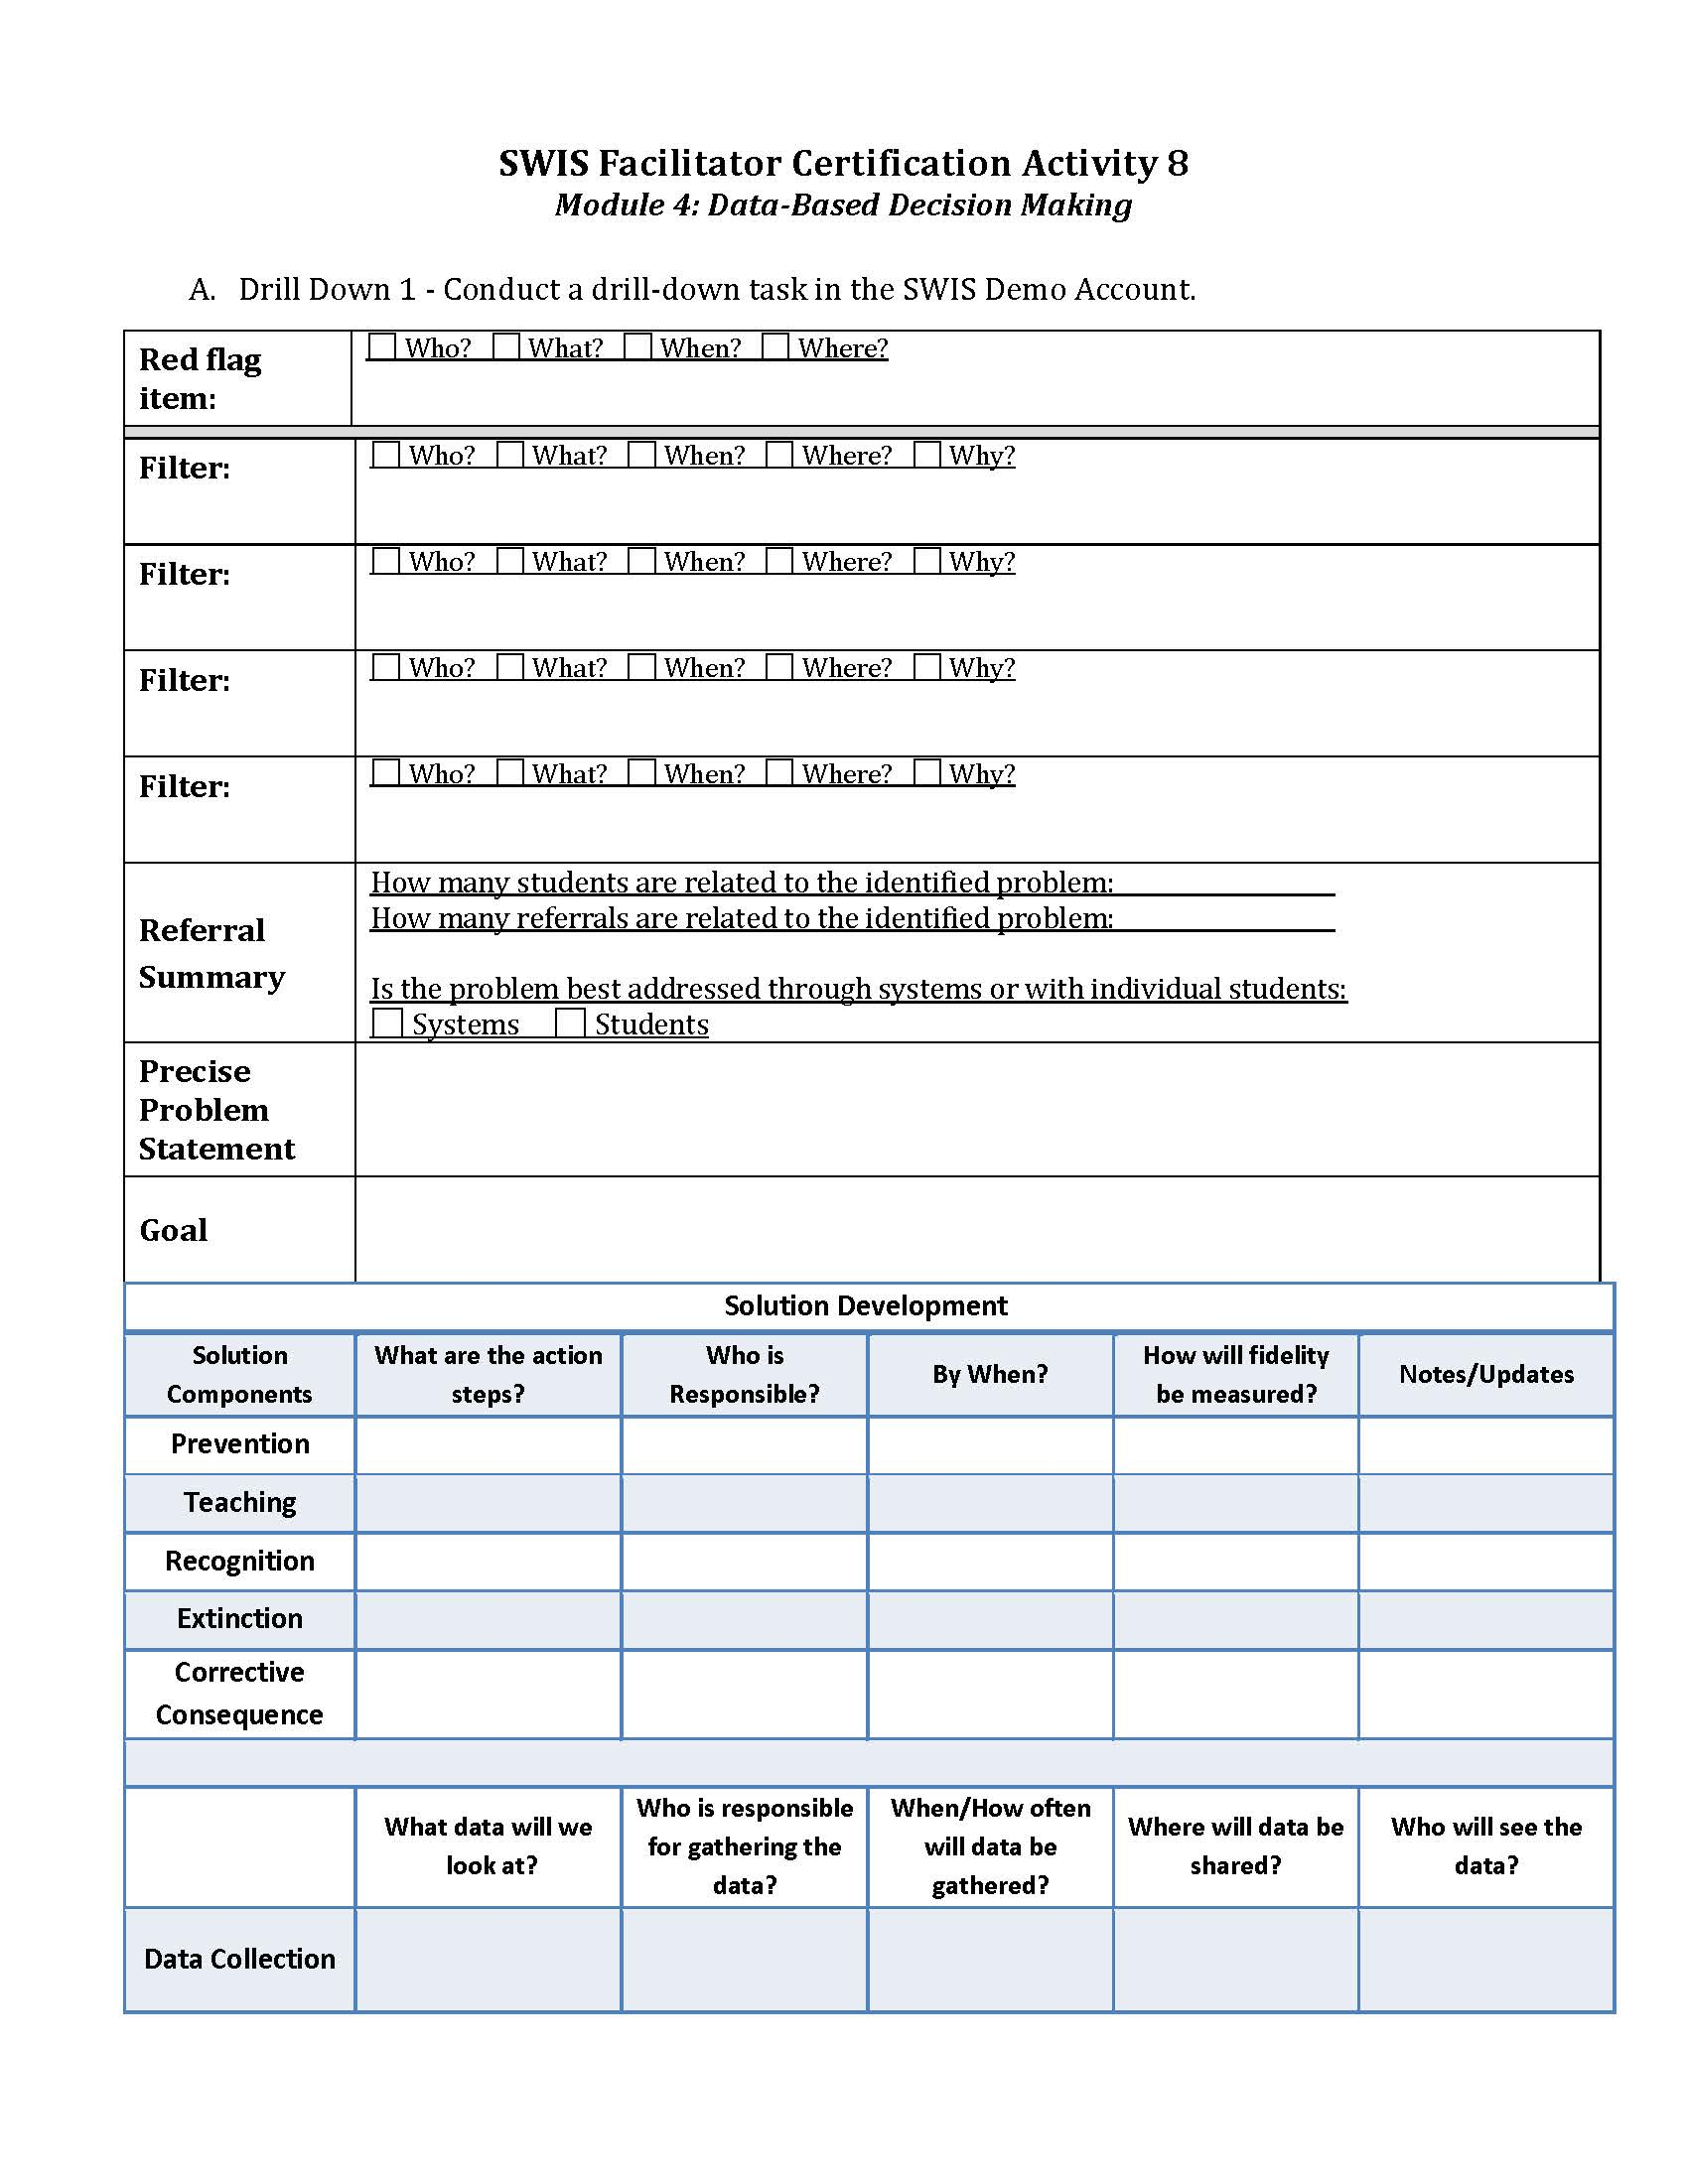 SWIS Facilitator Certification Activity 8
Module 4: Data-Based Decision Making
A. Drill Down 1 - Conduct a drill-down task in the SWIS Demo Account.
Red flag
item:
Who? What? When? Where?
Filter:
Who? What? When? Where? Why?
Filter:
Who? What? When? Where? Why?
Filter:
Who? What? When? Where? Why?
Filter:
Who? What? When? Where? Why?
Referral
Summary
How many students are related to the identified problem:
How many referrals are related to the identified problem:
Is the problem best addressed through systems or with individual students:
Systems Students
Precise
Problem
Statement
Goal
Solution Development
Solution
Components
What are the action
steps?
Who is
Responsible?
By When?
How will fidelity
be measured?
Notes/Updates
Prevention
Teaching
Recognition
Extinction
Corrective
Consequence
What data will we
look at?
Who is responsible
for gathering the
data?
When/How often
will data be
gathered?
Where will data be
shared?
Who will see the
data?
Data Collection